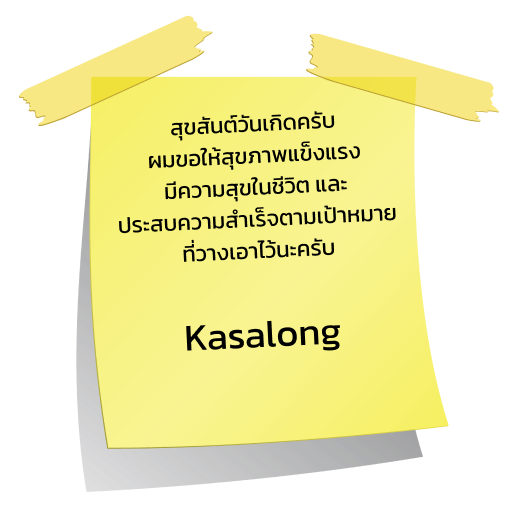 สุขสันต์วันเกิดครับ
ผมขอให้สุขภาพแข็งแรง
มีความสุขในชีวิต และ
ประสบความสำเร็จตามเป้าหมาย
ที่วางเอาไว้นะครับ
Kasalong